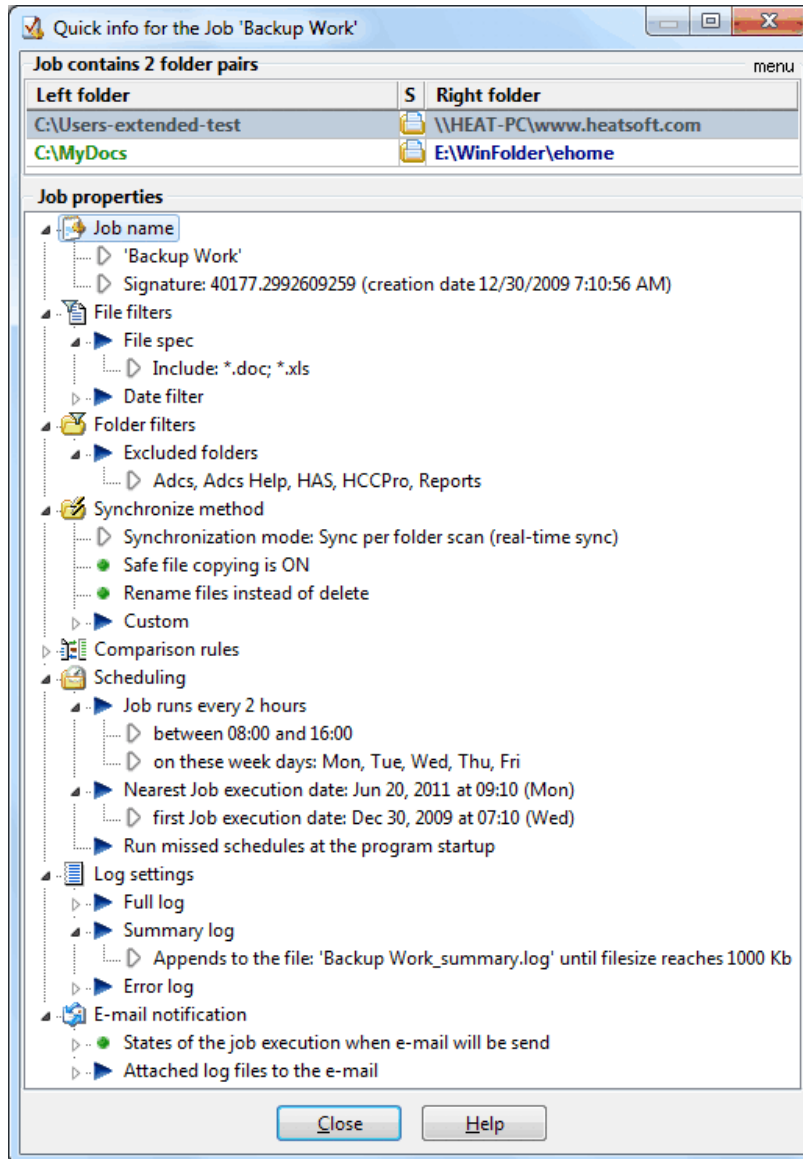 Quick info for the Job 'Backup Work'
Job contains 2 folder pairs menu
Left folder S Right folder
C:\Users-extended-test \\HEAT-PC\www.heatsoft.com
C:\MyDocs E:\WinFolder\ehome
Job properties
Job name
'Backup Work'
Signature: 40177.2992609259 (creation date 12/30/2009 7:10:56 AM)
File filters
File spec
Include: *.doc; *.xls
Date filter
Folder filters
Excluded folders
Adcs, Adcs Help, HAS, HCCPro, Reports
Synchronize method
Synchronization mode: Sync per folder scan (real-time sync)
Safe file copying is ON
Rename files instead of delete
Custom
Comparison rules
Scheduling
Job runs every 2 hours
between 08:00 and 16:00
on these week days: Mon, Tue, Wed, Thu, Fri
Nearest Job execution date: Jun 20, 2011 at 09:10 (Mon)
first Job execution date: Dec 30, 2009 at 07:10 (Wed)
Run missed schedules at the program startup
Log settings
Full log
Summary log
Appends to the file: 'Backup Work_summary.log' until filesize reaches 1000 Kb
Error log
E-mail notification
States of the job execution when e-mail will be send
Attached log files to the e-mail
Close Help